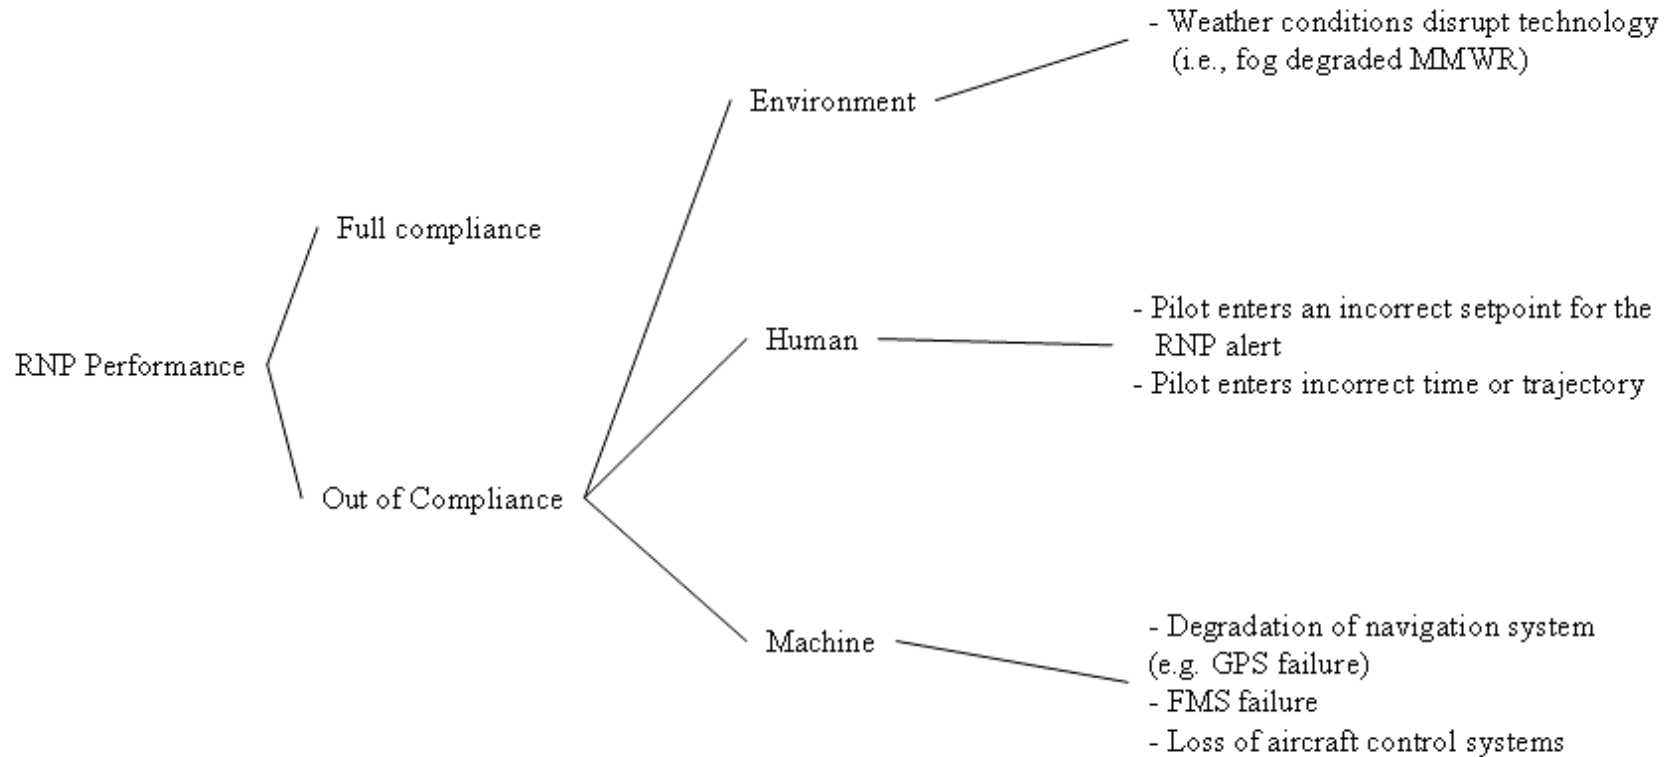 - Weather conditions disrupt technology
(i.e., fog degraded MMWR)
Environment
Full compliance
- Pilot enters an incorrect setpoint for the
RNP alert
Human
RNP Performance
- Pilot enters incorrect time or trajectory
Out of Compliance
- Degradation of navigation system
Machine
(e.g. GPS failure)
- FMS failure
- Loss of aircraft control systems